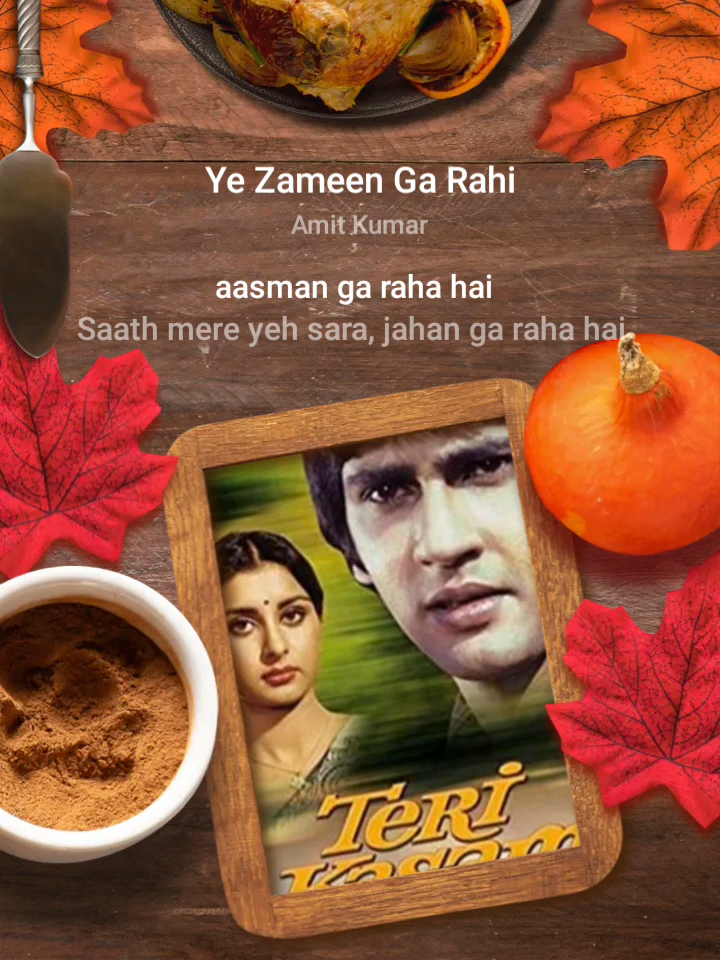 Ye Zameen Ga Rahi
Amit Kumar
aasman ga raha hai
Saath mere yeh sara, jahan ga raha hai
TeRi
Kasam